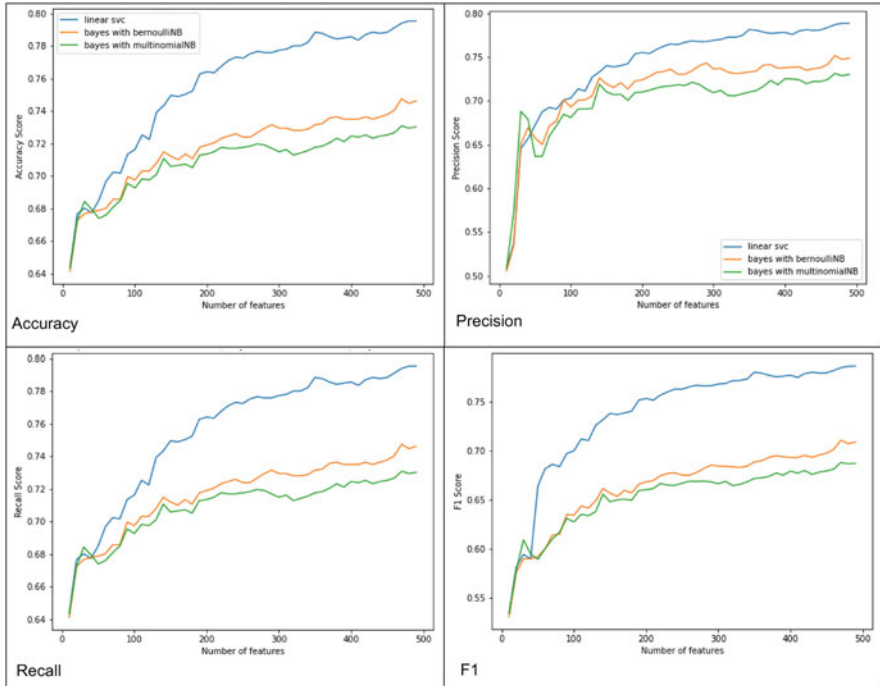 0.80
0.78
0.76
0.74
0.72
0.70
0.68
0.66
0.64
Accuracy Score
linear svc
bayes with bernoulliNB
bayes with multinomialNB
0 100 200 300 400 500
Number of features
Accuracy
0.80
0.75
0.70
0.65
0.60
0.55
0.50
Precision Score
linear svc
bayes with bernoulliNB
bayes with multinomialNB
0 100 200 300 400 500
Number of features
Precision
0.80
0.78
0.76
0.74
0.72
0.70
0.68
0.66
0.64
Recall Score
0 100 200 300 400 500
Number of features
Recall
0.75
0.70
0.65
0.60
0.55
F1 Score
0 100 200 300 400 500
Number of features
F1